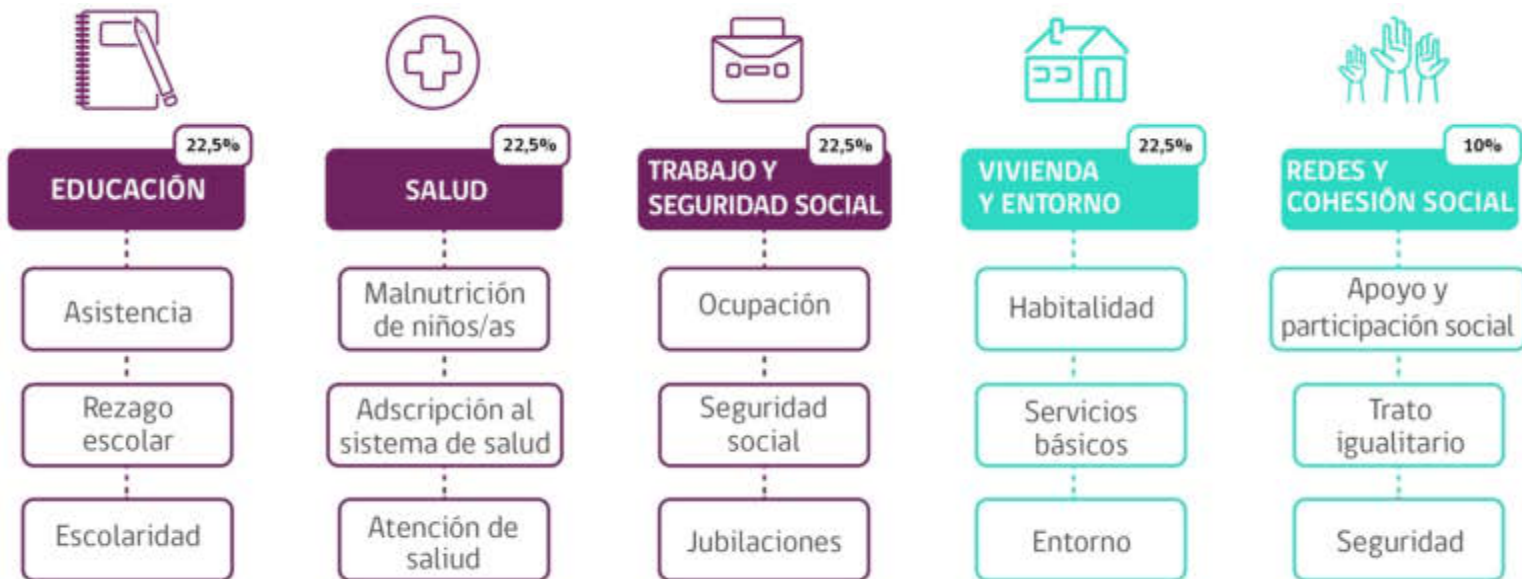 22,5%
EDUCACIÓN
Asistencia
Rezago
escolar
Escolaridad
22,5%
SALUD
Malnutrición
de niños/as
Adscripción al
sistema de salud
Atención de
saliud
22,5%
TRABAJO Y
SEGURIDAD SOCIAL
Ocupación
Seguridad
social
Jubilaciones
22,5%
VIVIENDA
Y ENTORNO
Habitalidad
Servicios
básicos
Entorno
10%
REDES Y
COHESIÓN SOCIAL
Apoyo y
participación social
Trato
igualitario
Seguridad